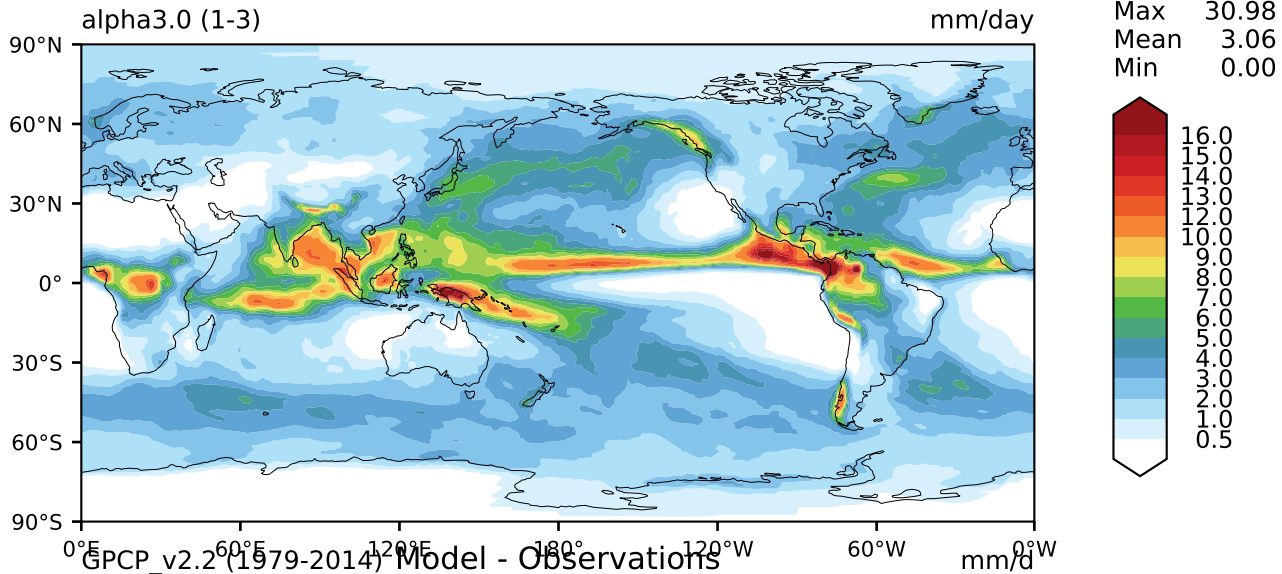 alpha3.0 (1-3) mm/day
Max 30.98
Mean 3.06
Min 0.00
90°N
60°N
30°N
0°
30°S
60°S
90°S
0°E 60°E 120°E 180° 120°W 60°W 0°W
16.0
15.0
14.0
13.0
12.0
10.0
9.0
8.0
7.0
6.0
5.0
4.0
3.0
2.0
1.0
0.5
GPCP_v2.2 (1979-2014) Model - Observations mm/d